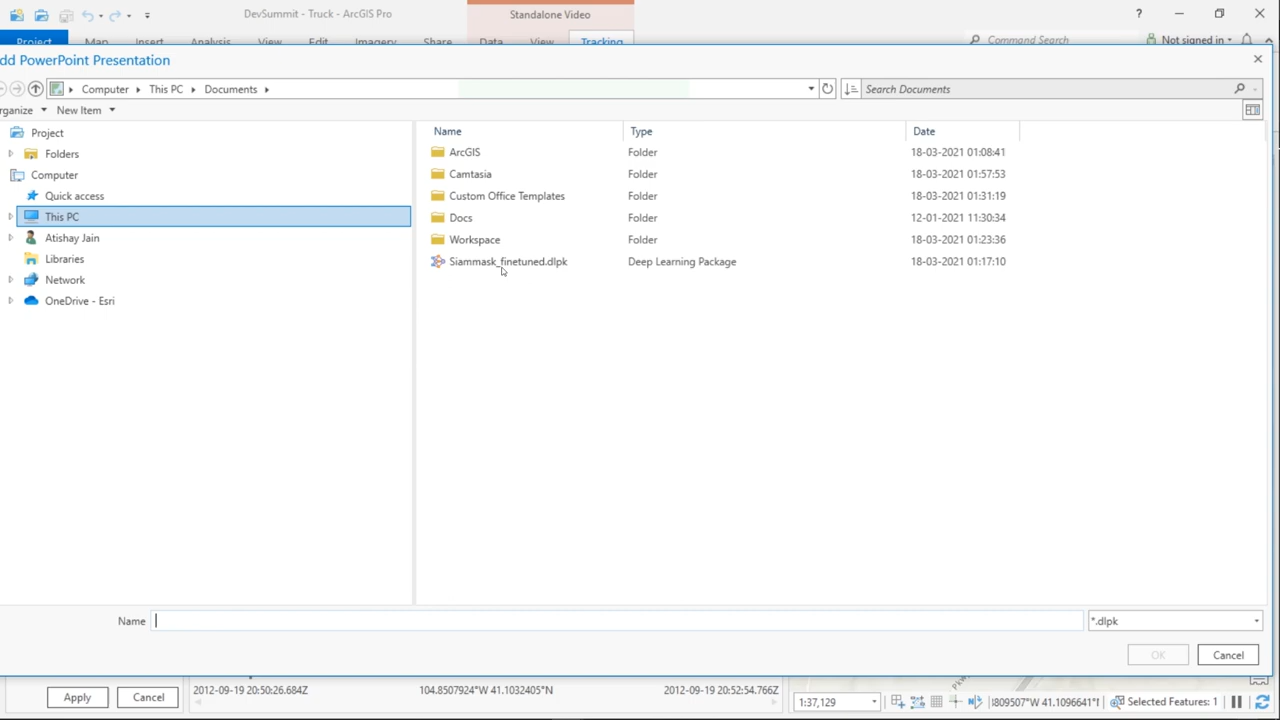 DevSummit - Truck - ArcGIS Pro
Standalone Video
?
Project Map Insert Analysis View Edit Imagery Share Data View Tracking
Command Search
Not signed in
dd PowerPoint Presentation
Computer This PC Documents
Search Documents
rganize New Item
Project
Folders
Computer
Quick access
This PC
Atishay Jain
Libraries
Network
OneDrive - Esri
Name Type Date
ArcGIS Folder 18-03-2021 01:08:41
Camtasia Folder 18-03-2021 01:57:53
Custom Office Templates Folder 18-03-2021 01:31:19
Docs Folder 12-01-2021 11:30:34
Workspace Folder 18-03-2021 01:23:36
Siammask_finetuned.dlpk Deep Learning Package 18-03-2021 01:17:10
Name
*.dlpk
OK Cancel
Apply Cancel
2012-09-19 20:50:26.684Z 104.8507924°W 41.1032405°N 2012-09-19 20:52:54.766Z
1:37,129
809507°W 41.1096641°
Selected Features: 1